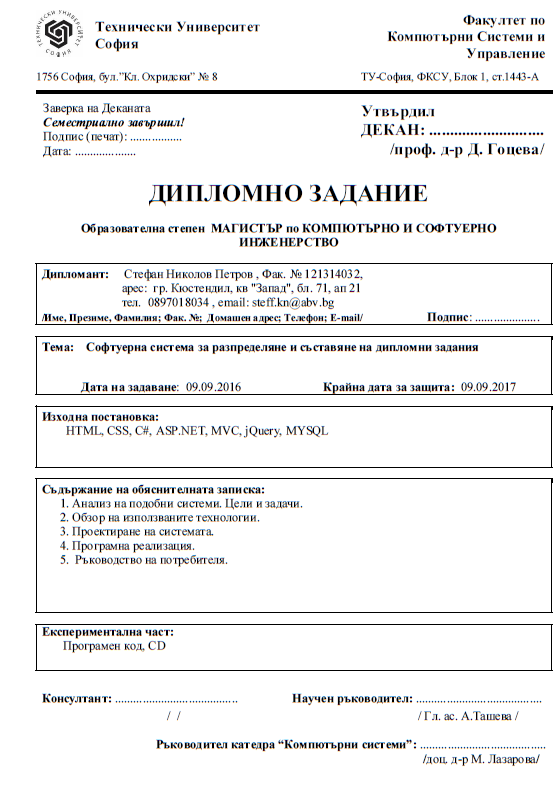 ТЕХНИЧЕСКИ УНИВЕРСИТЕТ СОФИЯ
Технически Университет
София
Факултет по
Компютърни Системи и
Управление
1756 София, бул.”Кл. Охридски” № 8
ТУ-София, ФКСУ, Блок 1, ст.1443-А
Заверка на Деканата
Семестриално завършил!
Подпис (печат): ................
Дата: ....................
Утвърдил
ДЕКАН: ...........................
/проф. д-р Д. Гоцева/
ДИПЛОМНО ЗАДАНИЕ
Образователна степен МАГИСТЪР по КОМПЮТЪРНО И СОФТУЕРНО
ИНЖЕНЕРСТВО
Дипломант: Стефан Николов Петров , Фак. № 121314032,
арес: гр. Кюстендил, кв "Запад", бл. 71, ап 21
тел. 0897018034 , email: steff.kn@abv.bg
/Име, Презиме, Фамилия; Фак. №; Домашен адрес; Телефон; E-mail/ Подпис: .....................
Тема: Софтуерна система за разпределяне и съставяне на дипломни задания
Дата на задаване: 09.09.2016 Крайна дата за защита: 09.09.2017
Изходна постановка:
HTML, CSS, C#, ASP.NET, MVC, jQuery, MYSQL
Съдържание на обяснителната записка:
1. Анализ на подобни системи. Цели и задачи.
2. Обзор на използваните технологии.
3. Проектиране на системата.
4. Програмна реализация.
5. Ръководство на потребителя.
Експериментална част:
Програмен код, CD
Консултант: ........................................ Научен ръководител: .........................................
/ / / Гл. ас. А.Ташева /
Ръководител катедра “Компютърни системи”: .........................................
/доц. д-р М. Лазарова/